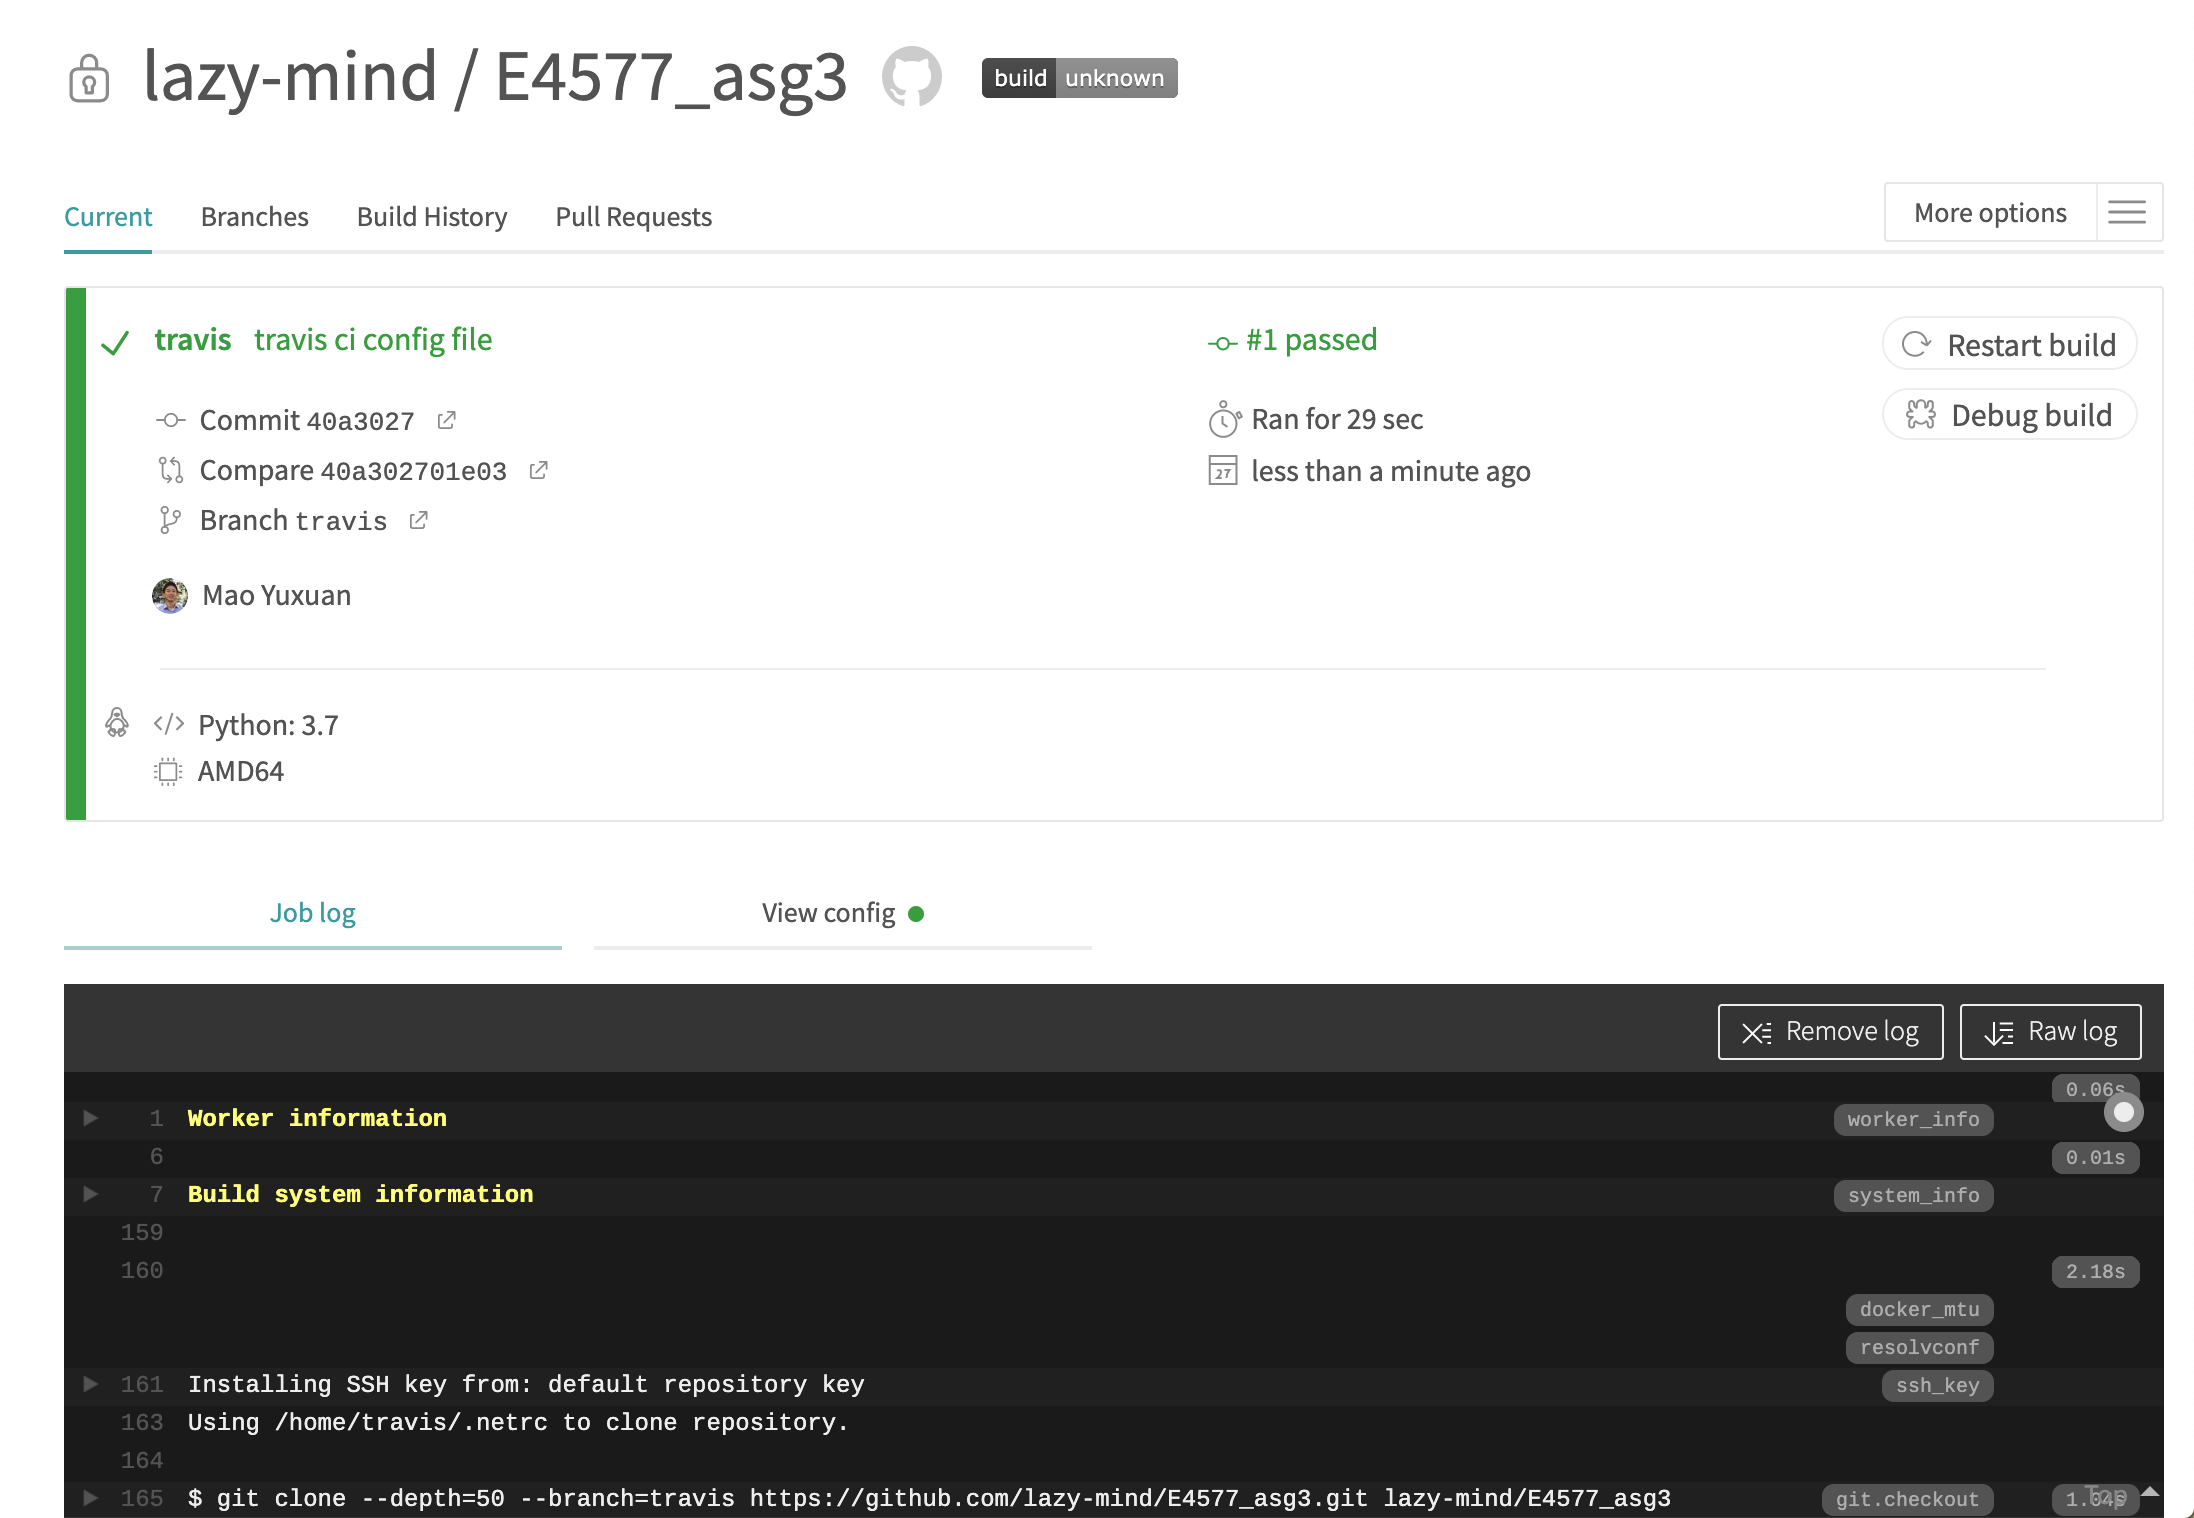 lazy-mind / E4577_asg3 build unknown
Current Branches Build History Pull Requests More options
travis travis ci config file
Commit 40a3027
Compare 40a302701e03
Branch travis
Mao Yuxuan
#1 passed
Ran for 29 sec
27 less than a minute ago
Restart build
Debug build
</> Python: 3.7
AMD64
Job log View config
Remove log Raw log
0.06s
1 Worker information worker_info
6 0.01s
7 Build system information system_info
159
160 2.18s
docker_mtu
resolvconf
161 Installing SSH key from: default repository key ssh_key
163 Using /home/travis/.netrc to clone repository.
164
165 $ git clone --depth=50 --branch=travis https://github.com/lazy-mind/E4577_asg3.git lazy-mind/E4577_asg3 git.checkout 1.04s Top